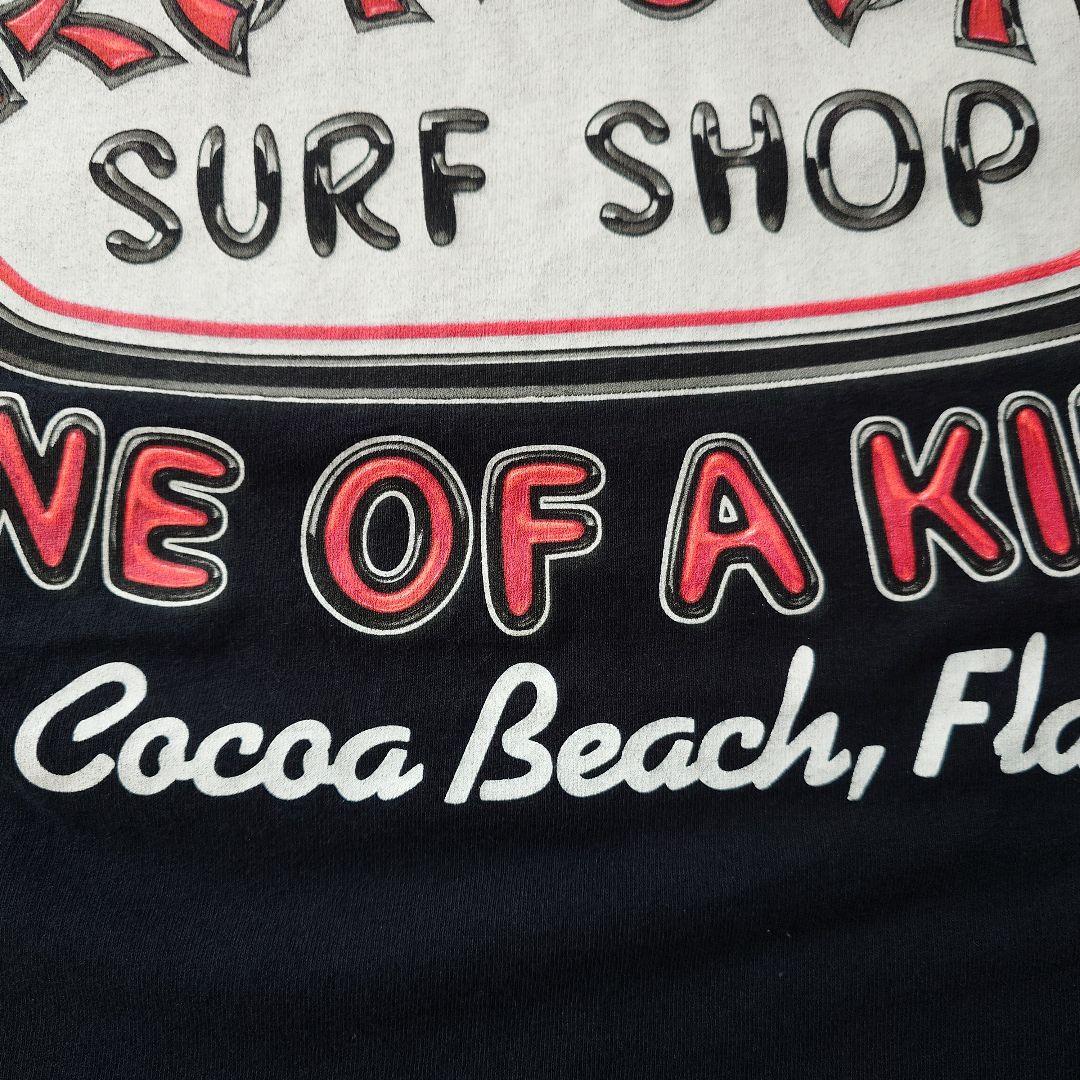 SURF SHOP
NE OF A KI
Cocoa Beach, Fla